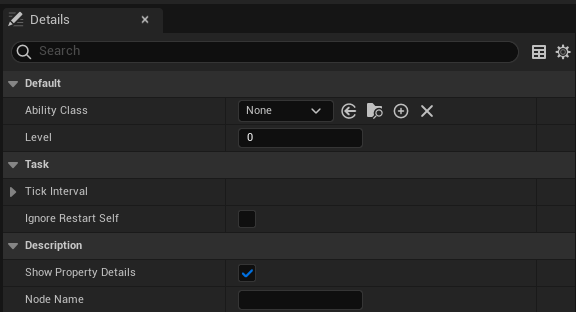 Details
Search
Default
Ability Class None
Level 0
Task
Tick Interval
Ignore Restart Self
Description
Show Property Details
Node Name